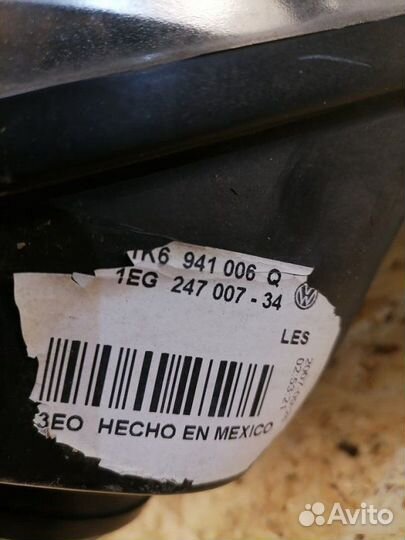 1K6 941 006 Q
1EG 247 007 - 34
LES
3EO HECHO EN MEXICO
Avito